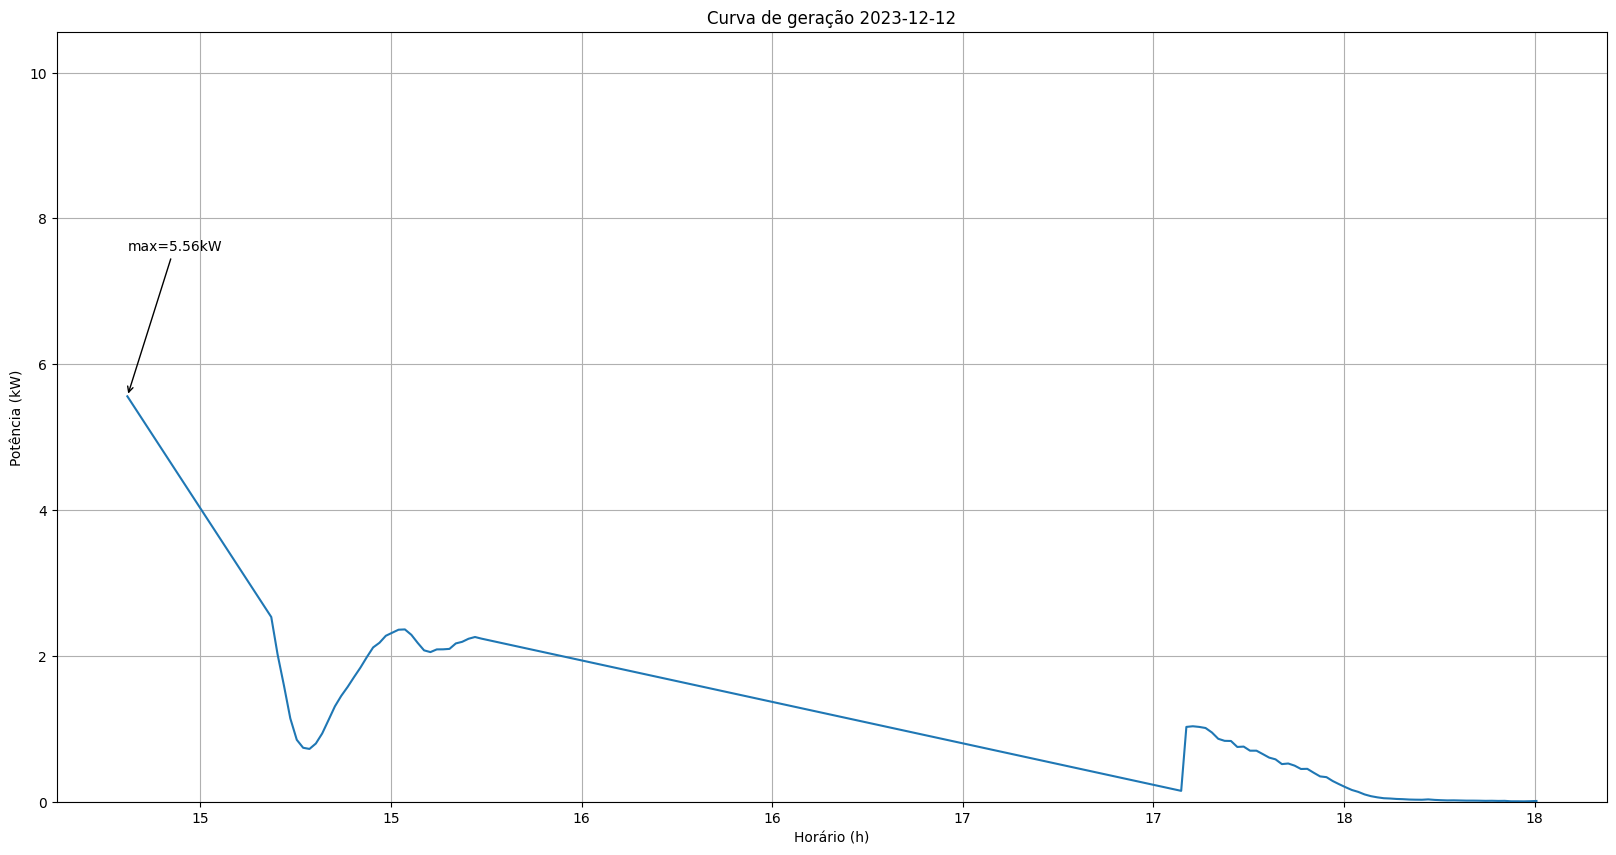 Curva de geração 2023-12-12
10
8
max=5.56kW
6
Potência (kW)
4
2
0
15 15 16 16 17 17 18 18
Horário (h)